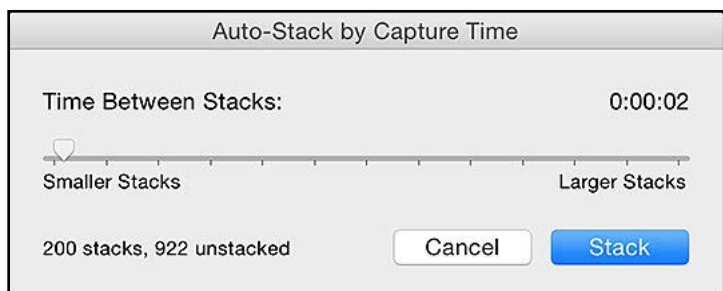 Auto-Stack by Capture Time
Time Between Stacks: 0:00:02
Smaller Stacks Larger Stacks
200 stacks, 922 unstacked Cancel Stack